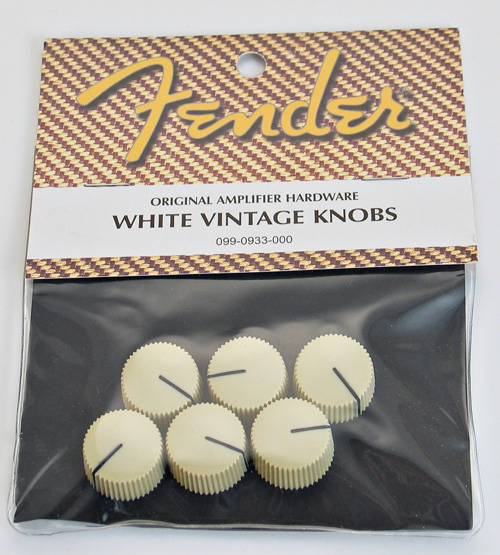 Fender
ORIGINAL AMPLIFIER HARDWARE
WHITE VINTAGE KNOBS
099-0933-000